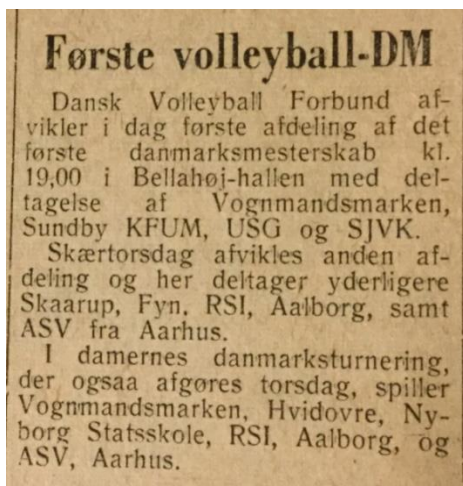 Første volleyball-DM
Dansk Volleyball Forbund af-
vikler i dag første afdeling af det
første danmarksmesterskab kl.
19,00 i Bellahøj-hallen med del-
tagelse af Vognmandsmarken,
Sundby KFUM, USG og SJVK.
Skærtorsdag afvikles anden af-
deling og her deltager yderligere
Skaarup, Fyn, RSI, Aalborg, samt
ASV fra Aarhus.
I damernes danmarksturnering,
der ogsaa afgøres torsdag, spiller
Vognmandsmarken, Hvidovre, Ny-
borg Statsskole, RSI, Aalborg, og
ASV, Aarhus.